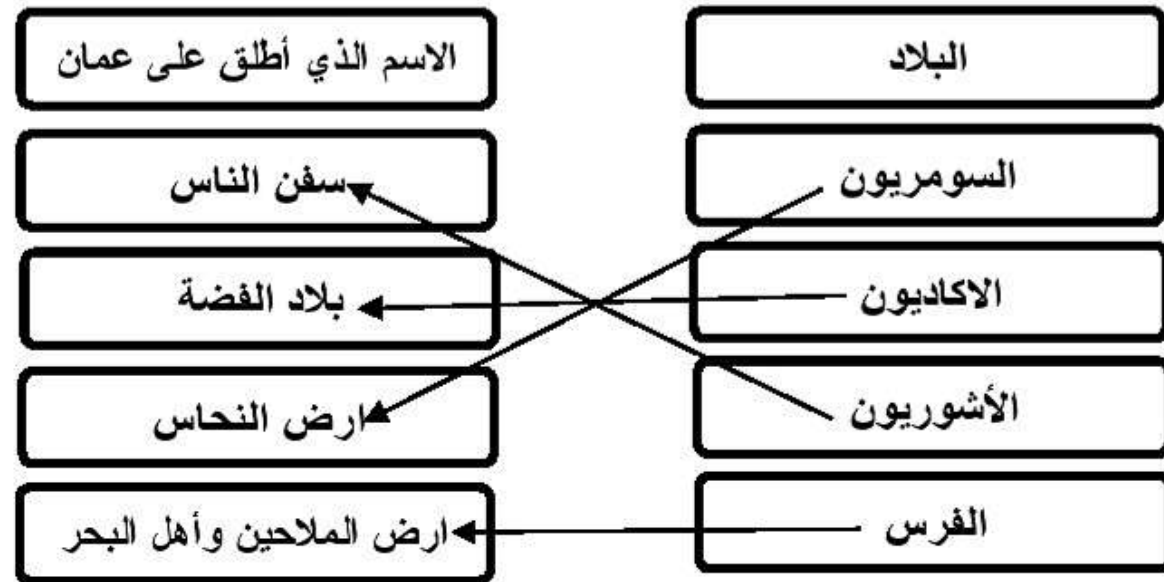 البلاد
الاسم الذي أطلق على عمان
السومريون
سفن الناس
الاكاديون
بلاد الفضة
الأشوريون
ارض النحاس
الفرس
ارض الملاحين وأهل البحر